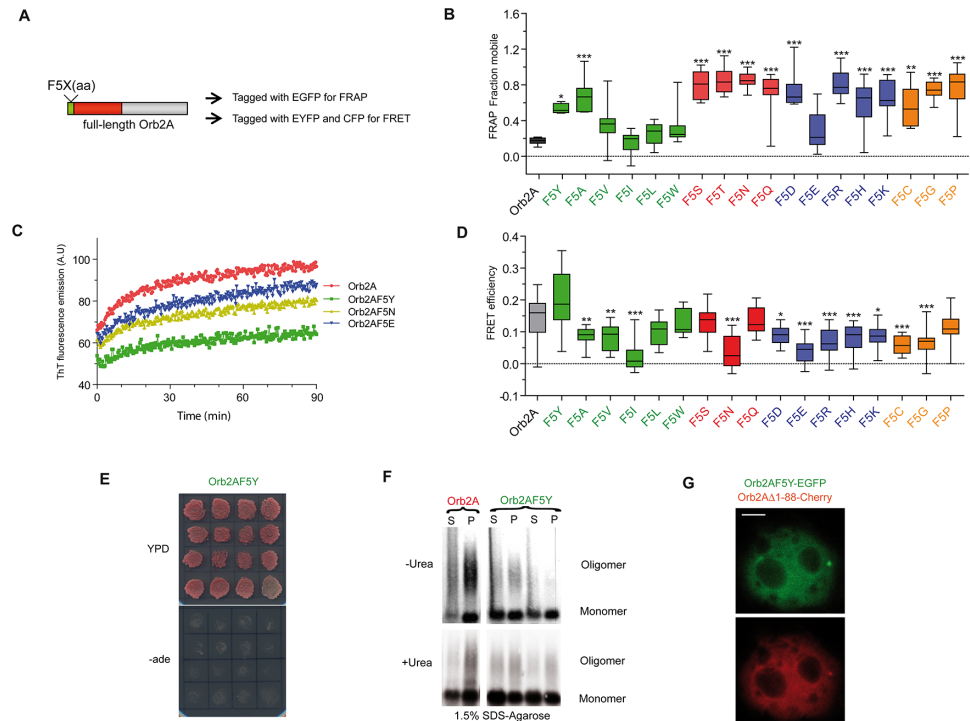 A
F5X(aa)
full-length Orb2A
Tagged with EGFP for FRAP
Tagged with EYFP and CFP for FRET
B
FRAP Fraction mobile
1.6
1.2
0.8
0.4
0.0
* *** *** *** *** *** *** *** *** *** ** *** ***
Orb2A F5Y F5A F5V F5I F5L F5W F5S F5T F5N F5Q F5D F5E F5R F5H F5K F5C F5G F5P
C
ThT fluorescence emission (A.U)
100
80
60
40
0 30 60 90
Time (min)
Orb2A
Orb2AF5Y
Orb2AF5N
Orb2AF5E
D
FRET efficiency
0.4
0.3
0.2
0.1
0.0
-0.1
** ** *** *** * *** *** *** * *** ***
Orb2A F5Y F5A F5V F5I F5L F5W F5S F5N F5Q F5D F5E F5R F5H F5K F5C F5G F5P
E
Orb2AF5Y
YPD
-ade
F
Orb2A Orb2AF5Y
S P S P S P
-Urea
Oligomer
Monomer
+Urea
Oligomer
Monomer
1.5% SDS-Agarose
G
Orb2AF5Y-EGFP
Orb2AΔ1-88-Cherry